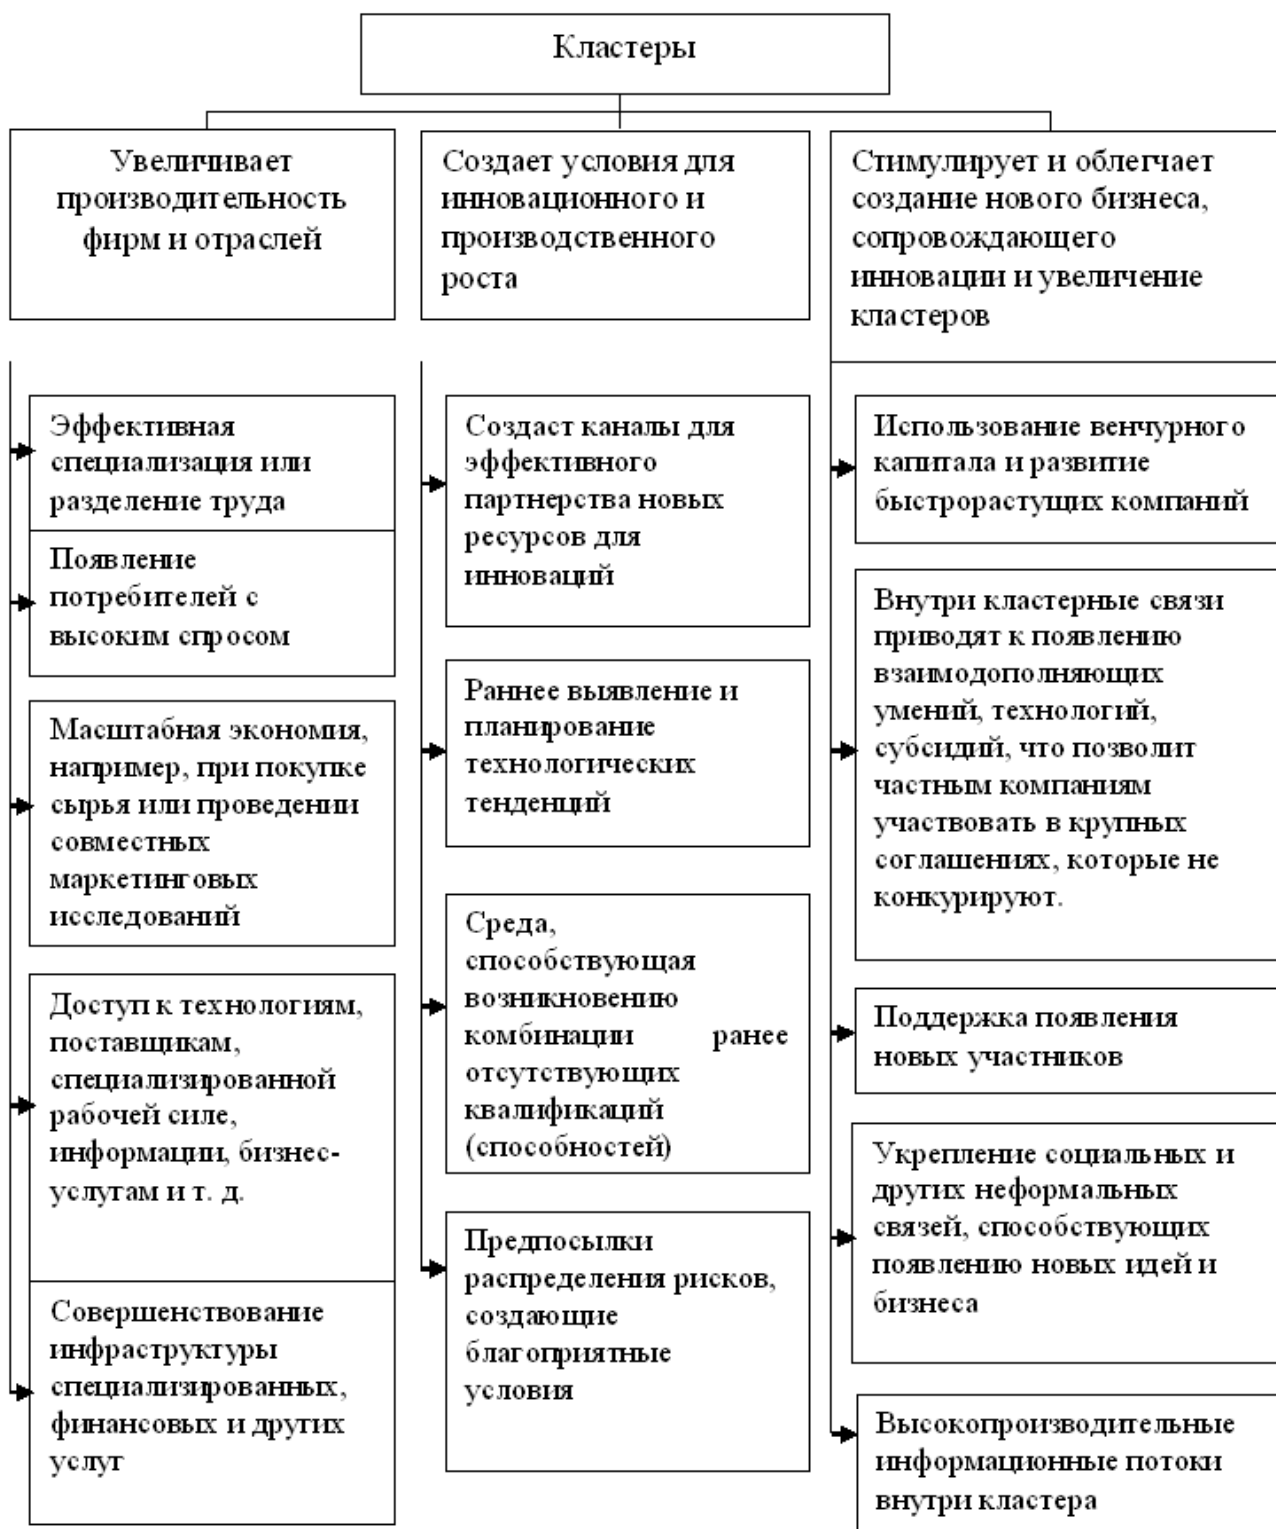 Кластеры
Увеличивает
производительность
фирм и отраслей
Создает условия для
инновационного и
производственного
роста
Стимулирует и облегчает
создание нового бизнеса,
сопровождающего
инновации и увеличение
кластеров
Эффективная
специализация или
разделение труда
Появление
потребителей с
высоким спросом
Масштабная экономия,
например, при покупке
сырья или проведении
совместных
маркетинговых
исследований
Доступ к технологиям,
поставщикам,
специализированной
рабочей силе,
информации, бизнес-
услугам и т. д.
Совершенствование
инфраструктуры
специализированных,
финансовых и других
услуг
Создаст каналы для
эффективного
партнерства новых
ресурсов для
инноваций
Раннее выявление и
планирование
технологических
тенденций
Среда,
способствующая
возникновению
комбинации ранее
отсутствующих
квалификаций
(способностей)
Предпосылки
распределения рисков,
создающие
благоприятные
условия
Использование венчурного
капитала и развитие
быстрорастущих компаний
Внутри кластерные связи
приводят к появлению
взаимодополняющих
умений, технологий,
субсидий, что позволит
частным компаниям
участвовать в крупных
соглашениях, которые не
конкурируют.
Поддержка появления
новых участников
Укрепление социальных и
других неформальных
связей, способствующих
появлению новых идей и
бизнеса
Высокопроизводительные
информационные потоки
внутри кластера